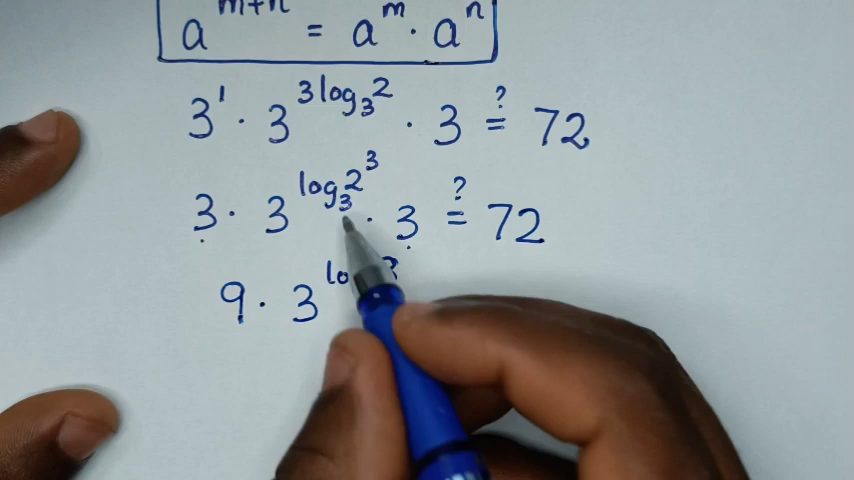 a^{m+n} = a^m · a^n
3^1 · 3^{3log_3 2} · 3 ≟ 72
3 · 3^{log_3 2^3} · 3 ≟ 72
9 · 3